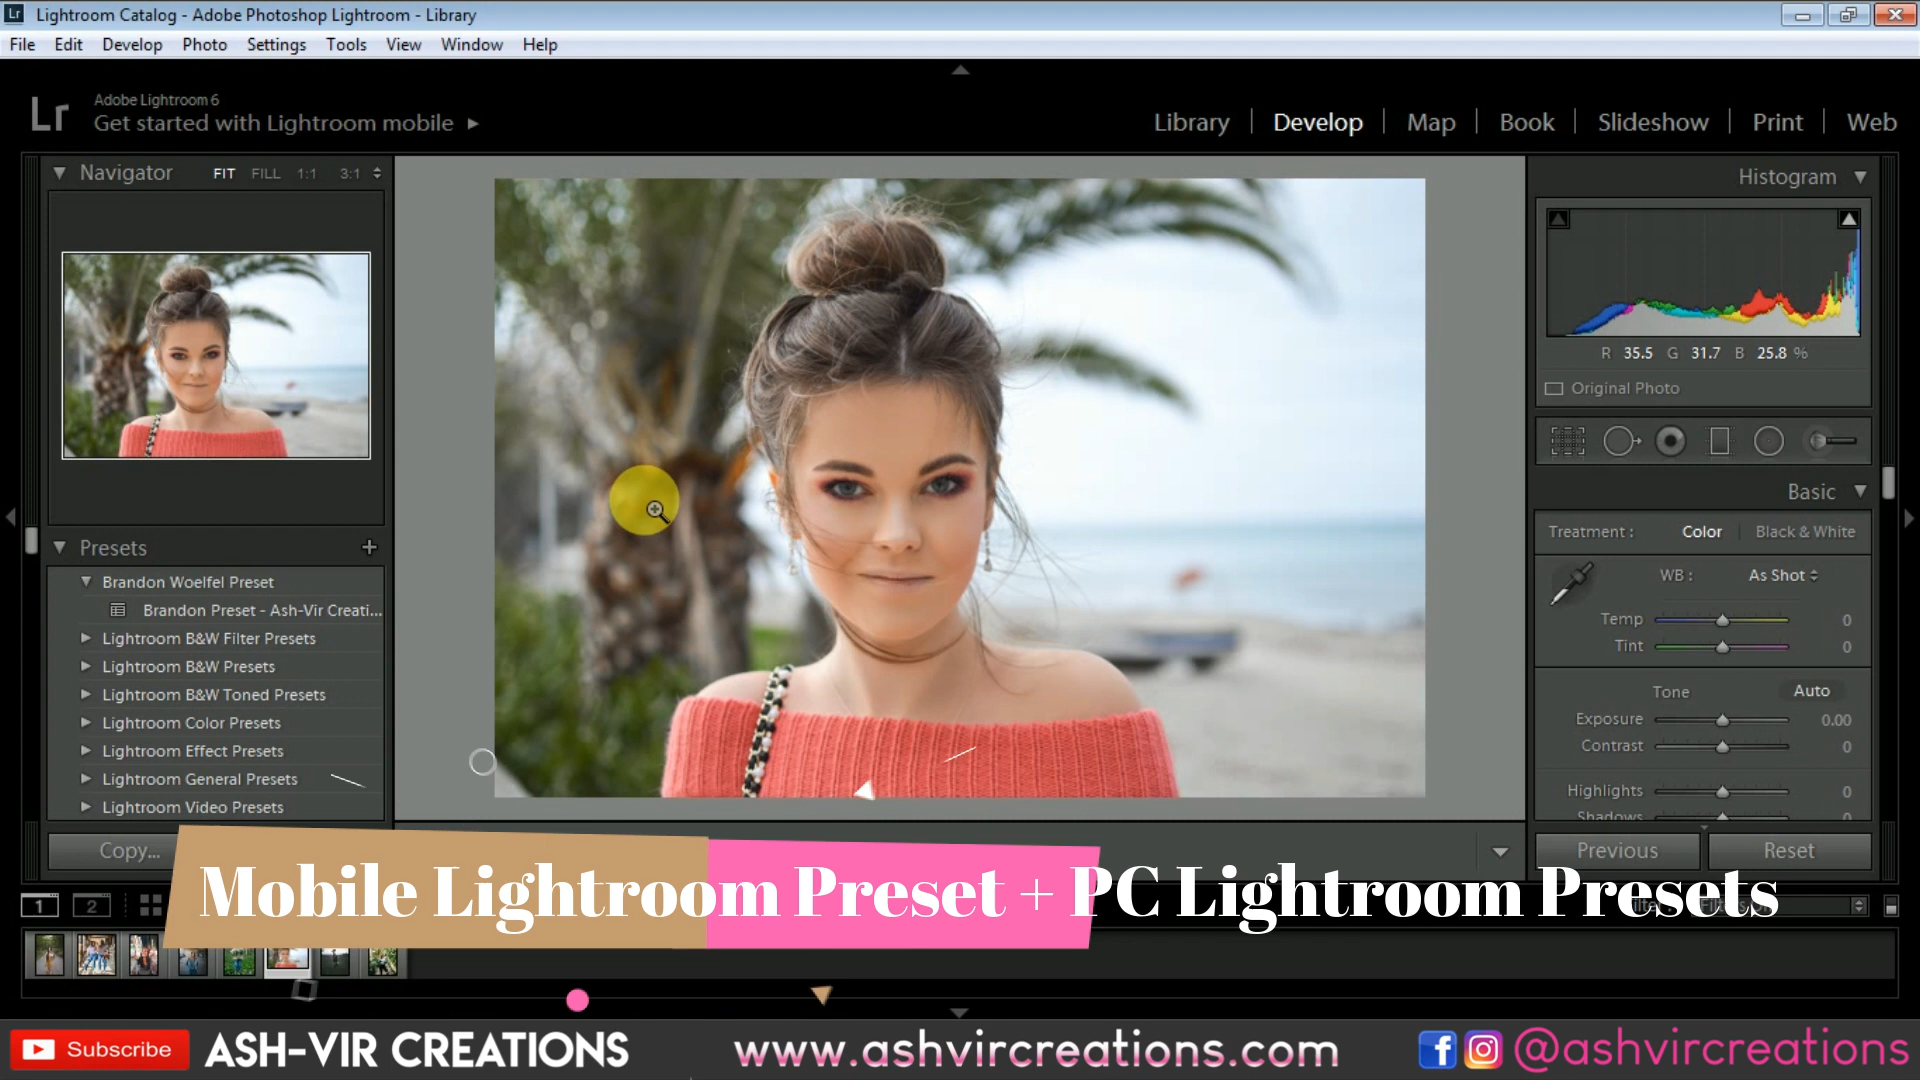 Lr Lightroom Catalog - Adobe Photoshop Lightroom - Library
File Edit Develop Photo Settings Tools View Window Help
Lr
Adobe Lightroom 6
Get started with Lightroom mobile
Library Develop Map Book Slideshow Print Web
Navigator FIT FILL 1:1 3:1
Histogram
R 35.5 G 31.7 B 25.8 %
Original Photo
Basic
Treatment : Color Black & White
WB : As Shot
Temp 0
Tint 0
Tone Auto
Exposure 0.00
Contrast 0
Highlights 0
Shadows 0
Previous Reset
Presets +
Brandon Woelfel Preset
Brandon Preset - Ash-Vir Creati...
Lightroom B&W Filter Presets
Lightroom B&W Presets
Lightroom B&W Toned Presets
Lightroom Color Presets
Lightroom Effect Presets
Lightroom General Presets
Lightroom Video Presets
Copy...
Mobile Lightroom Preset + PC Lightroom Presets
1 2
Subscribe ASH-VIR CREATIONS www.ashvircreations.com f @ashvircreations